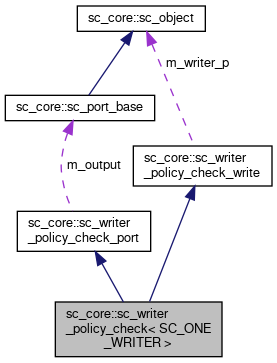 sc_core::sc_object
m_writer_p
sc_core::sc_port_base
m_output
sc_core::sc_writer
_policy_check_write
sc_core::sc_writer
_policy_check_port
sc_core::sc_writer
_policy_check< SC_ONE
_WRITER >